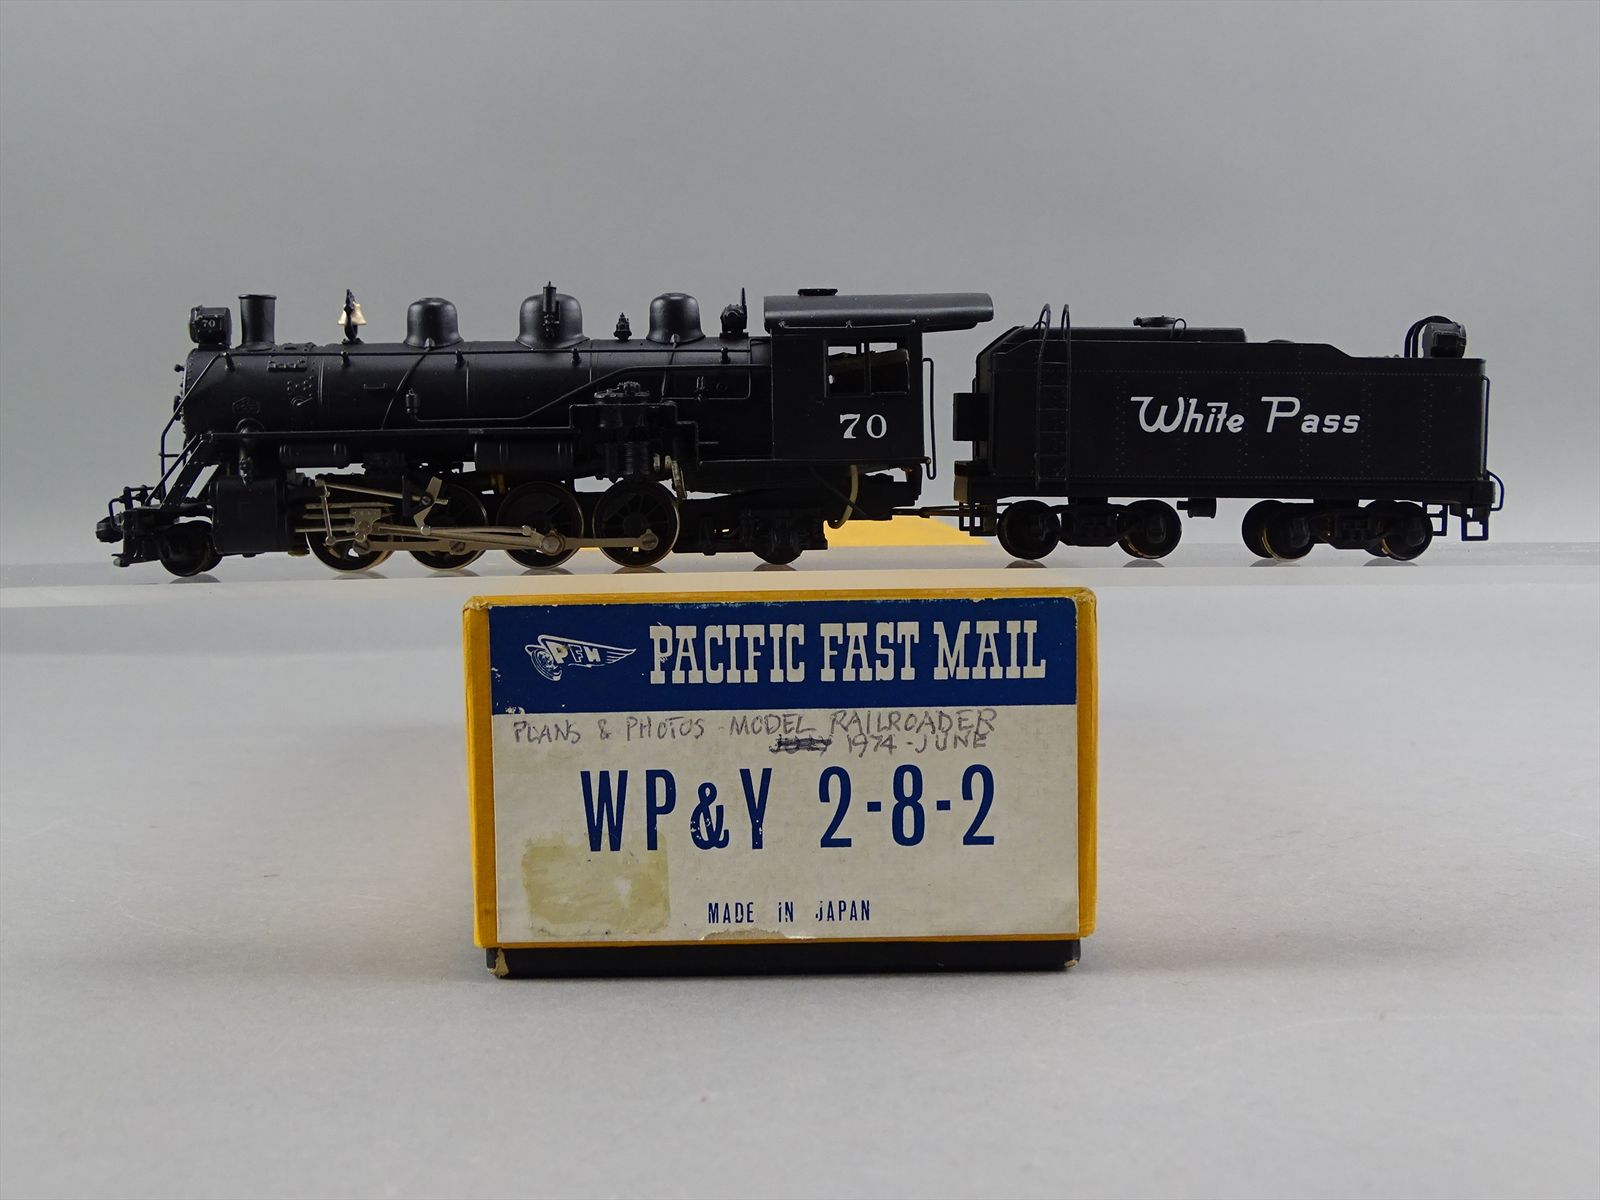 70
70
White Pass
PFM
PACIFIC FAST MAIL
PLANS & PHOTOS - MODEL RAILROADER
JULY 1974 - JUNE
WP&Y 2-8-2
MADE iN JAPAN